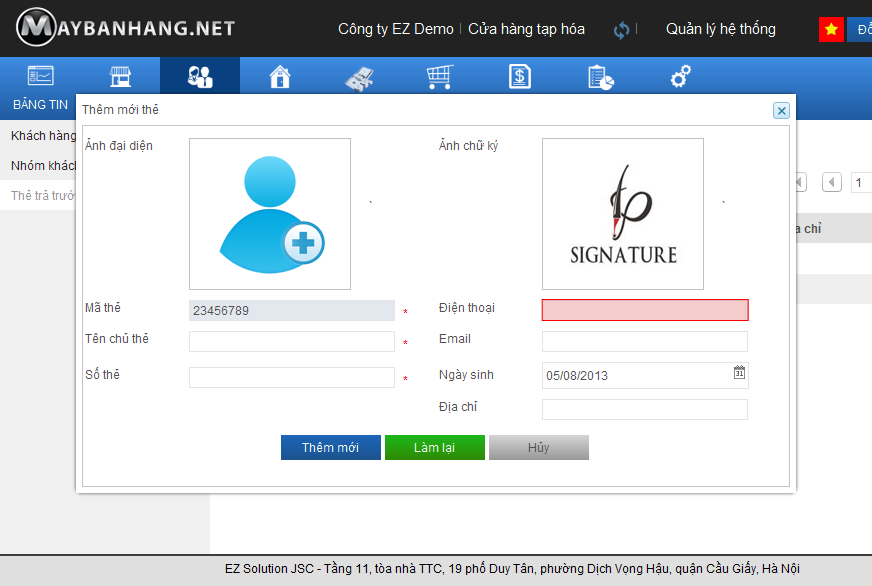 MAYBANHANG.NET
Công ty EZ Demo | Cửa hàng tạp hóa | Quản lý hệ thống
BẢNG TIN
Khách hàng
Nhóm khách
Thẻ trả trướ
Thêm mới thẻ
Ảnh đại diện
Ảnh chữ ký
SIGNATURE
Mã thẻ 23456789 * Điện thoại
Tên chủ thẻ * Email
Số thẻ * Ngày sinh 05/08/2013
Địa chỉ
Thêm mới Làm lại Hủy
1
a chỉ
EZ Solution JSC - Tầng 11, tòa nhà TTC, 19 phố Duy Tân, phường Dịch Vọng Hậu, quận Cầu Giấy, Hà Nội